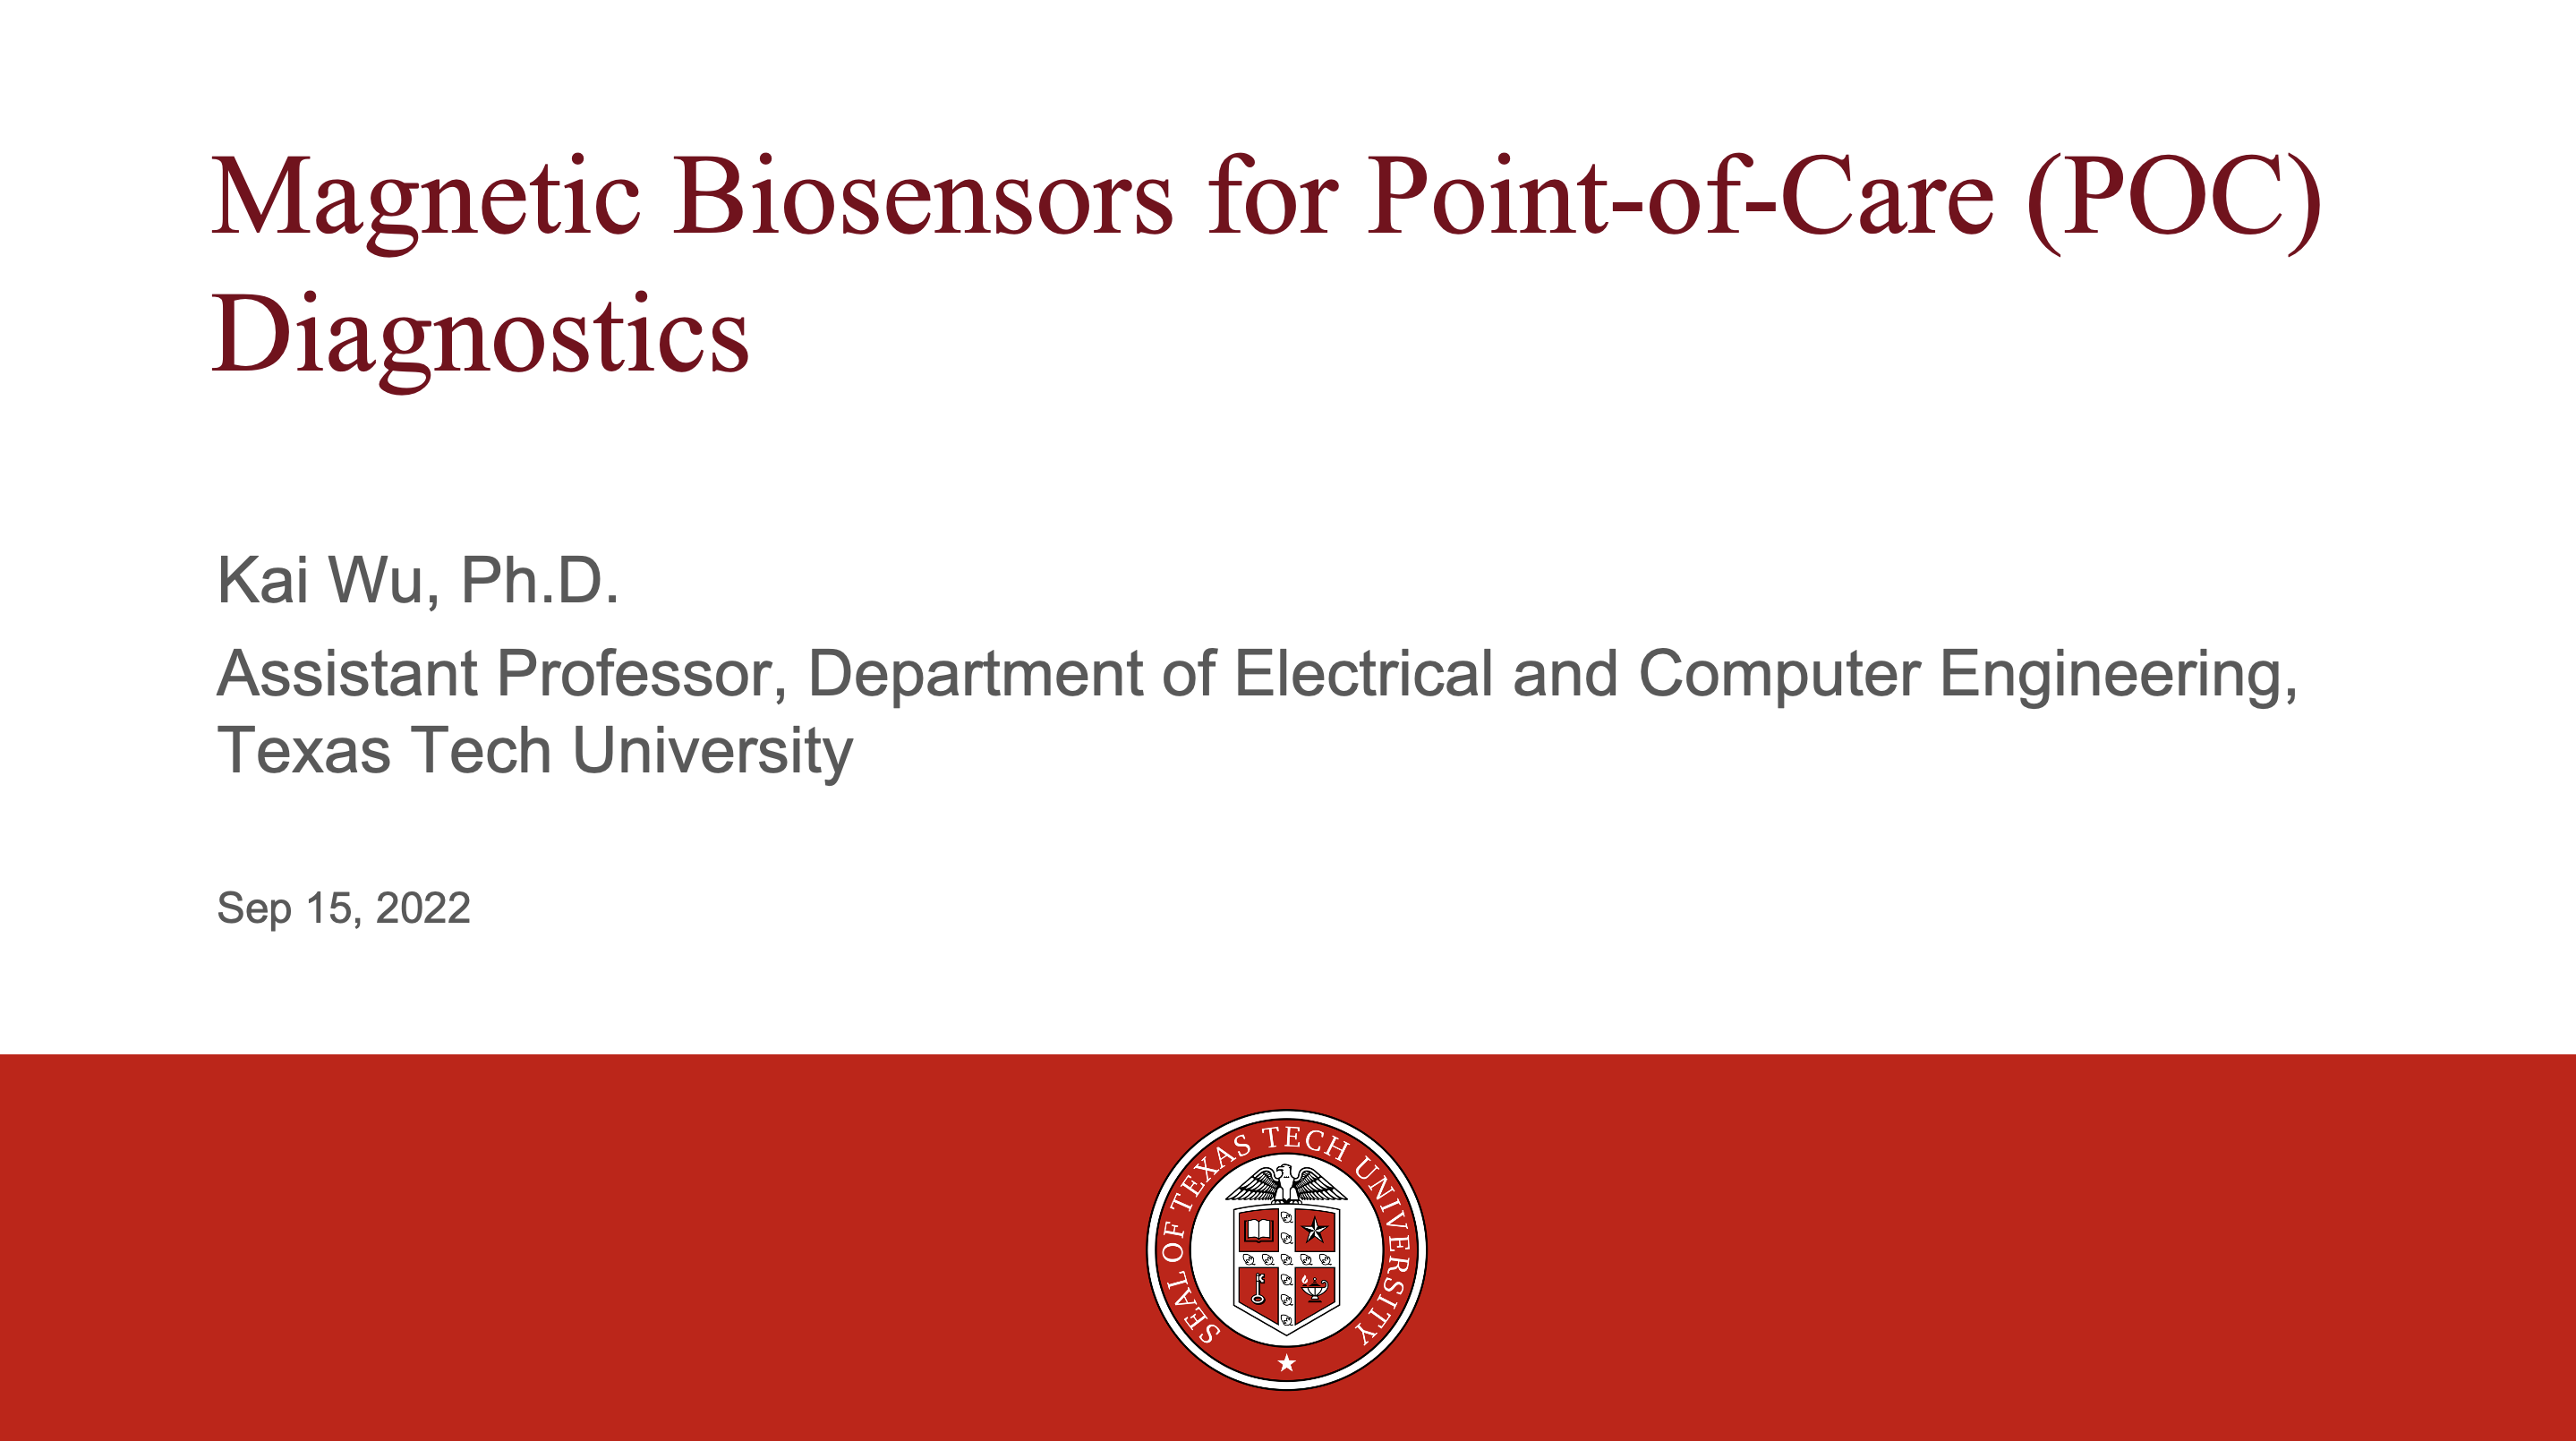 Magnetic Biosensors for Point-of-Care (POC)
Diagnostics
Kai Wu, Ph.D.
Assistant Professor, Department of Electrical and Computer Engineering,
Texas Tech University
Sep 15, 2022
SEAL OF TEXAS TECH UNIVERSITY